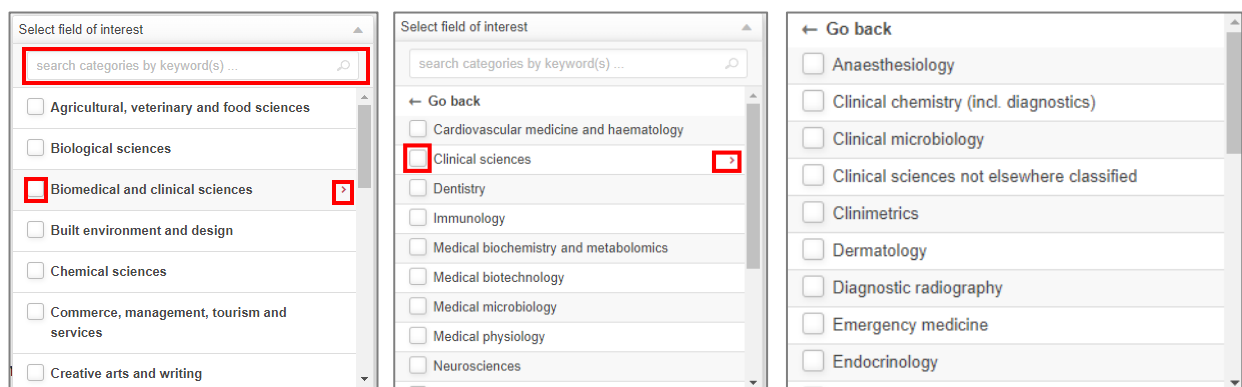 Select field of interest
search categories by keyword(s) ...
Agricultural, veterinary and food sciences
Biological sciences
Biomedical and clinical sciences
Built environment and design
Chemical sciences
Commerce, management, tourism and
services
Creative arts and writing
Select field of interest
search categories by keyword(s) ...
← Go back
Cardiovascular medicine and haematology
Clinical sciences
Dentistry
Immunology
Medical biochemistry and metabolomics
Medical biotechnology
Medical microbiology
Medical physiology
Neurosciences
← Go back
Anaesthesiology
Clinical chemistry (incl. diagnostics)
Clinical microbiology
Clinical sciences not elsewhere classified
Clinimetrics
Dermatology
Diagnostic radiography
Emergency medicine
Endocrinology